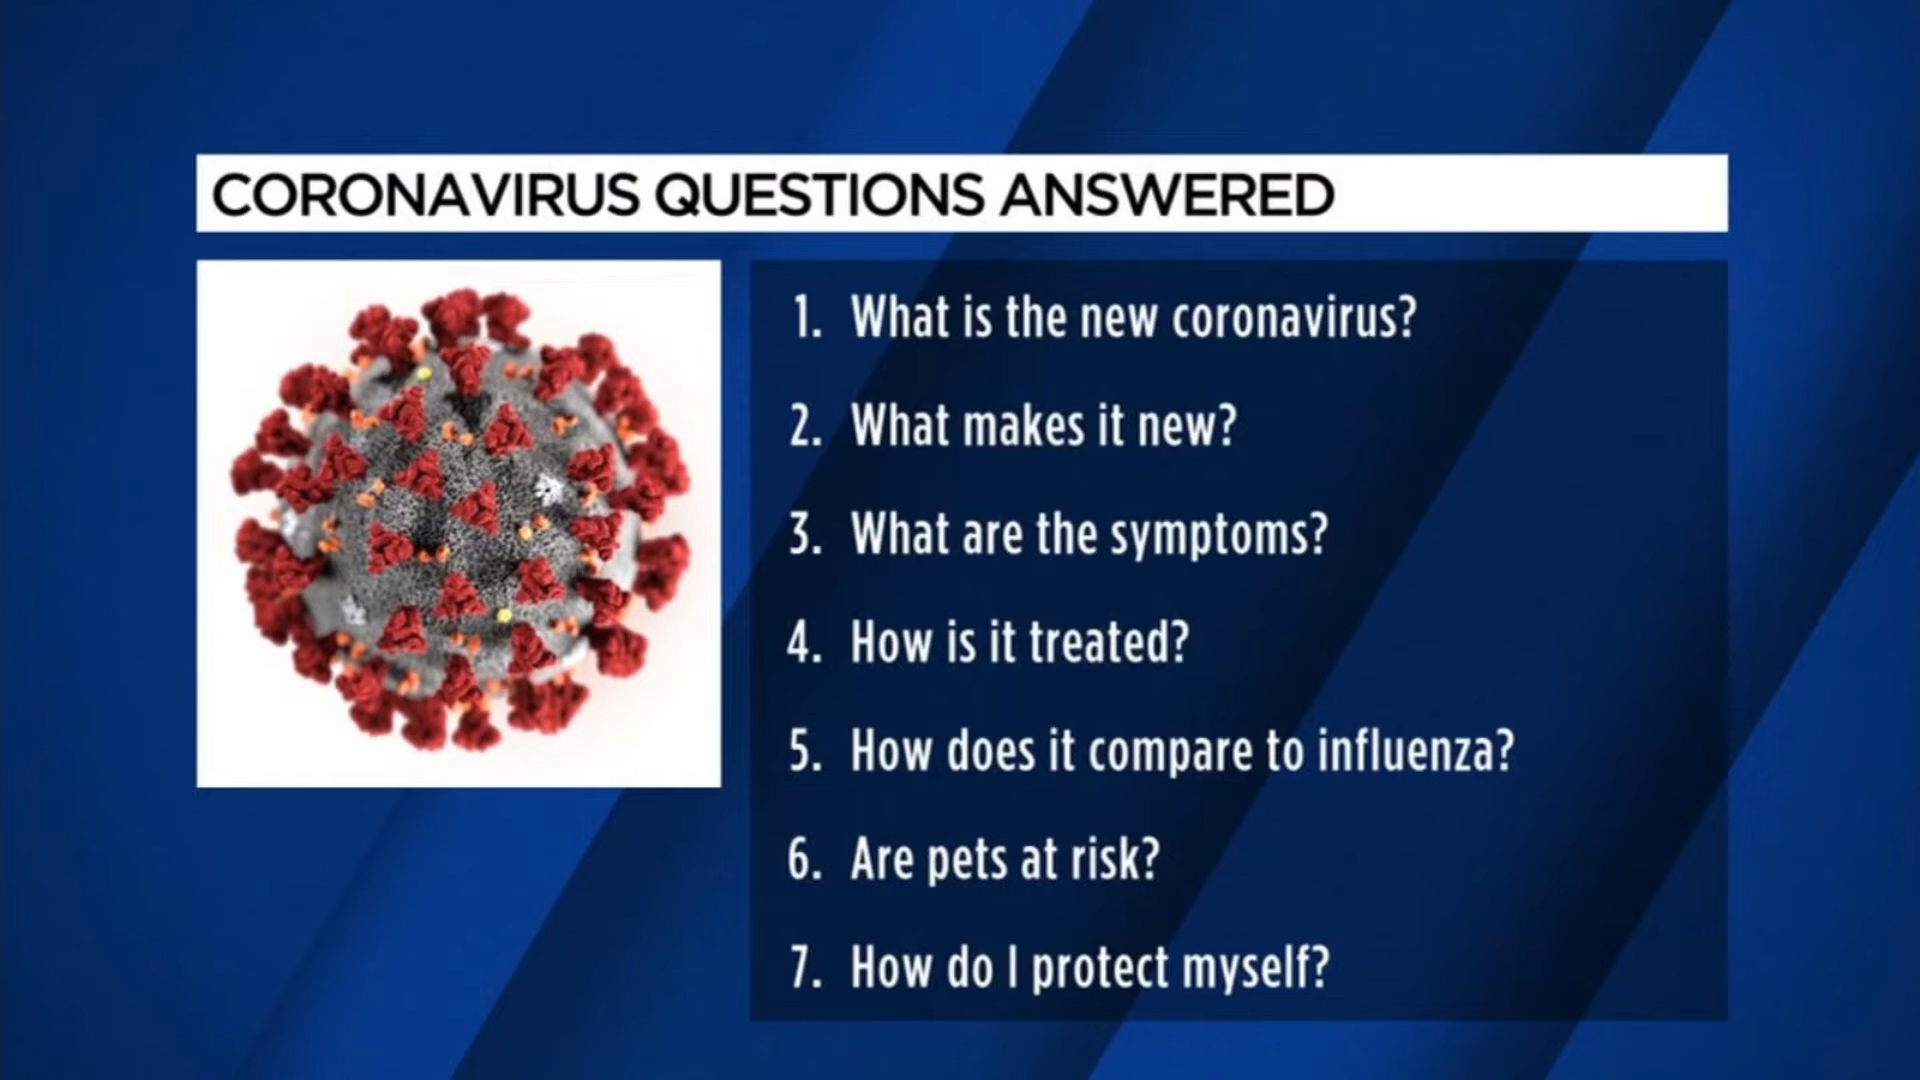 CORONAVIRUS QUESTIONS ANSWERED
1. What is the new coronavirus?
2. What makes it new?
3. What are the symptoms?
4. How is it treated?
5. How does it compare to influenza?
6. Are pets at risk?
7. How do I protect myself?